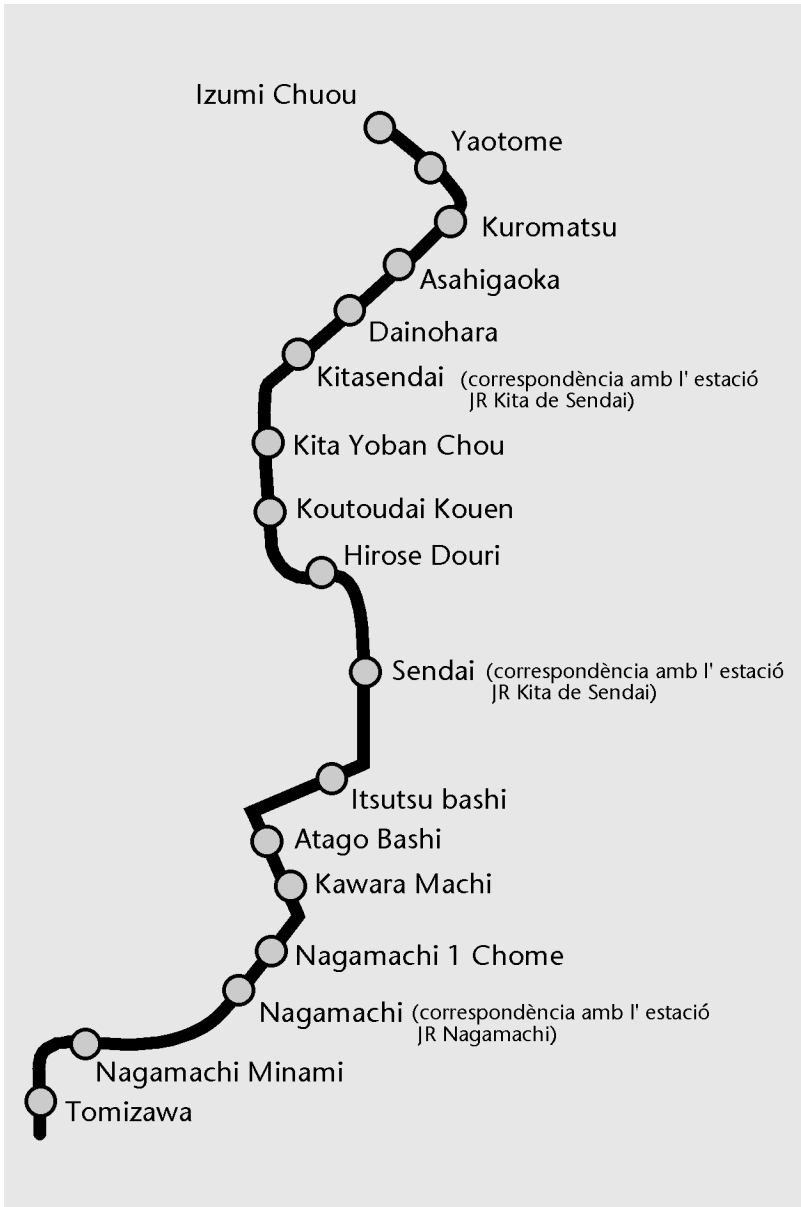 Izumi Chuou
Yaotome
Kuromatsu
Asahigaoka
Dainohara
Kitasendai (correspondència amb l' estació
JR Kita de Sendai)
Kita Yoban Chou
Koutoudai Kouen
Hirose Douri
Sendai (correspondència amb l' estació
JR Kita de Sendai)
Itsutsu bashi
Atago Bashi
Kawara Machi
Nagamachi 1 Chome
Nagamachi (correspondència amb l' estació
JR Nagamachi)
Nagamachi Minami
Tomizawa